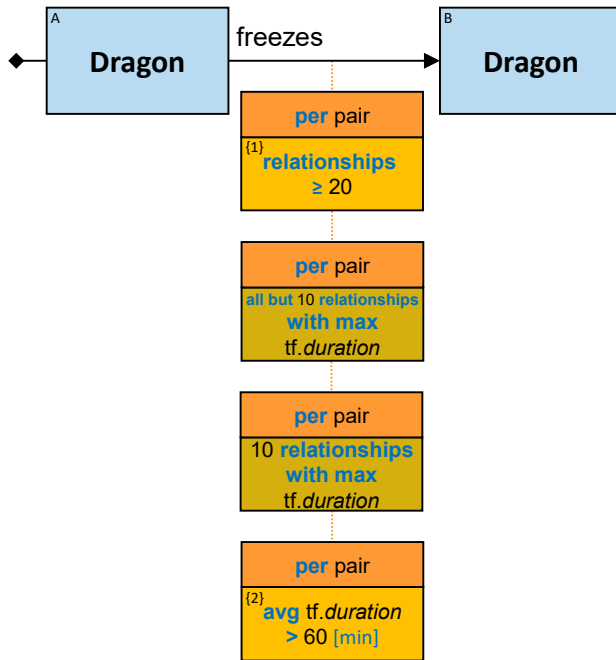 A
Dragon
freezes
B
Dragon
per pair
{1}
relationships
≥ 20
per pair
all but 10 relationships
with max
tf.duration
per pair
10 relationships
with max
tf.duration
per pair
{2}
avg tf.duration
> 60 [min]